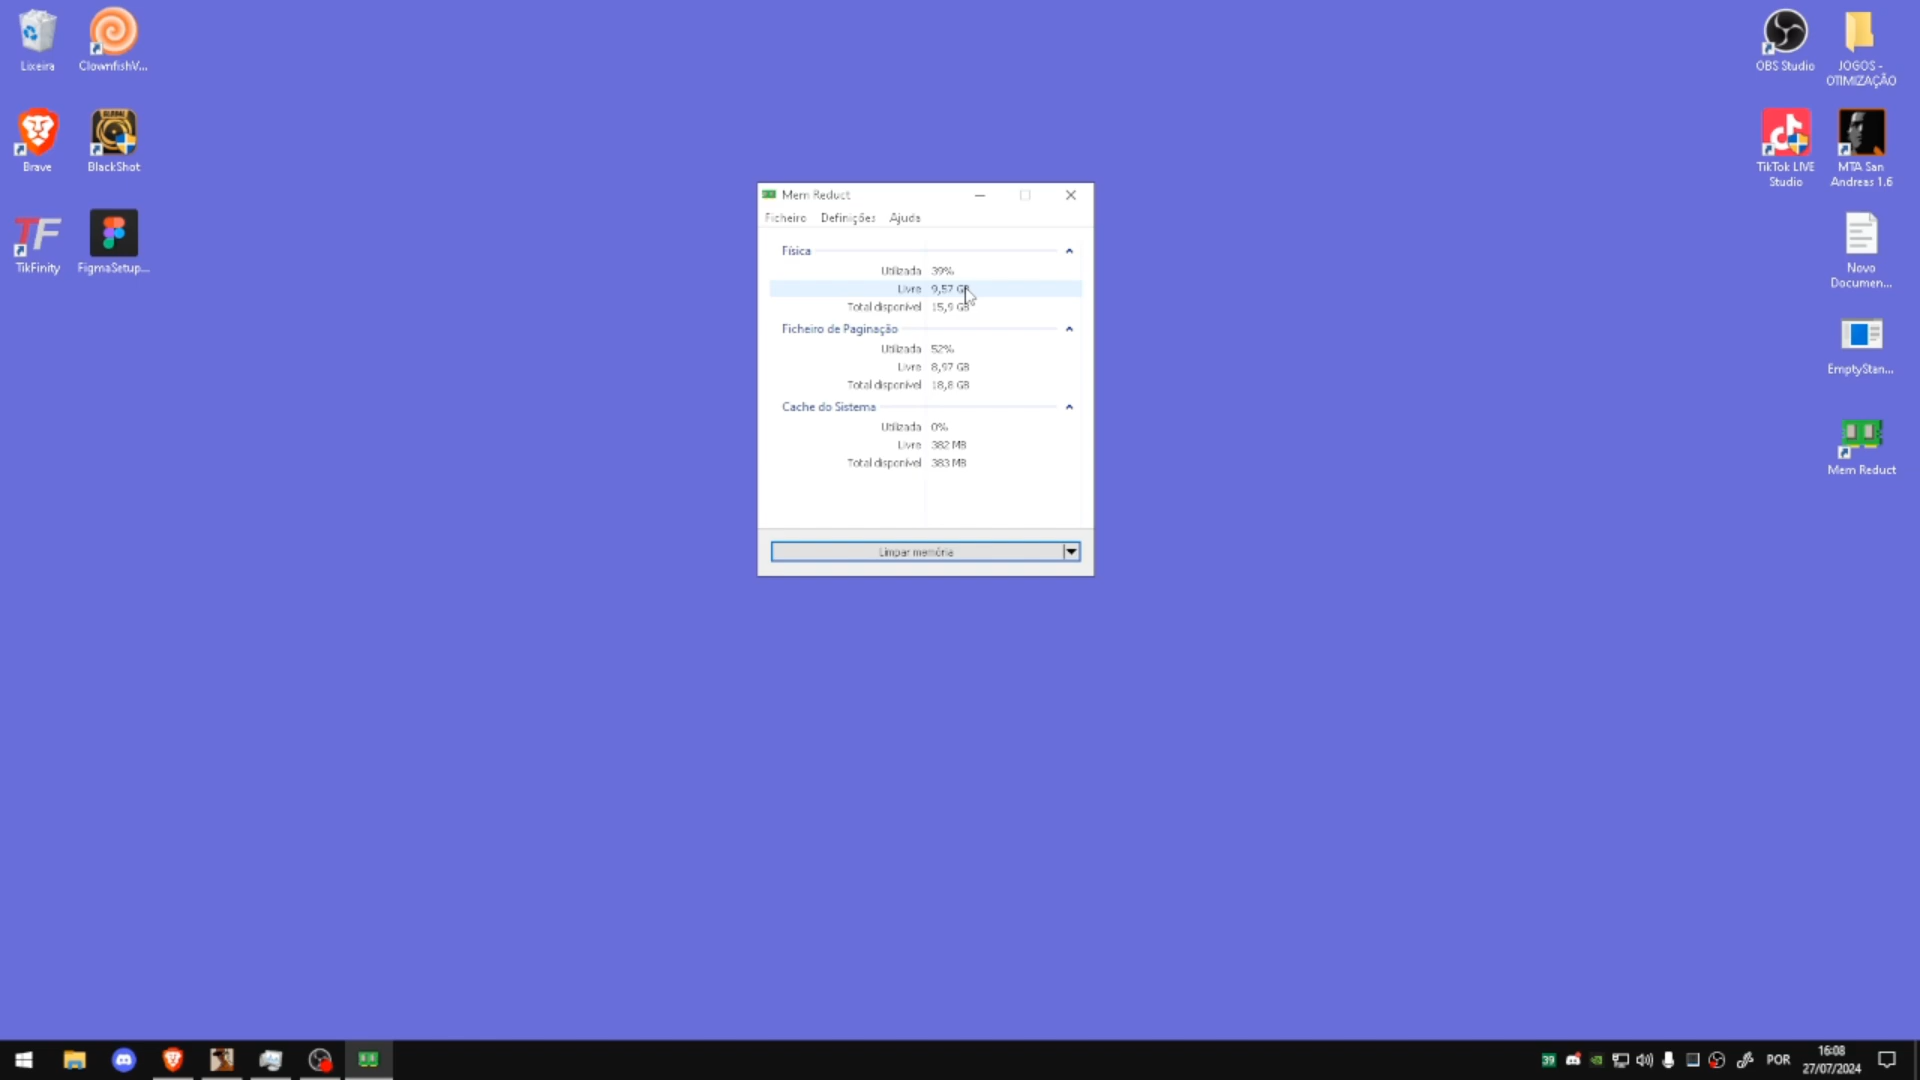 Lixeira
ClownfishV...
Brave
GLOBAL
BlackShot
TF
TikFinity
FigmaSetup...
OBS Studio
JOGOS -
OTIMIZAÇÃO
TikTok LIVE
Studio
MTA San
Andreas 1.6
Novo
Documen...
EmptyStan...
Mem Reduct
Mem Reduct
Ficheiro Definições Ajuda
Física
Utilizada 39%
Livre 9,57 GB
Total disponível 15,9 GB
Ficheiro de Paginação
Utilizada 52%
Livre 8,97 GB
Total disponível 18,8 GB
Cache do Sistema
Utilizada 0%
Livre 382 MB
Total disponível 383 MB
Limpar memória
39
POR
16:08
27/07/2024